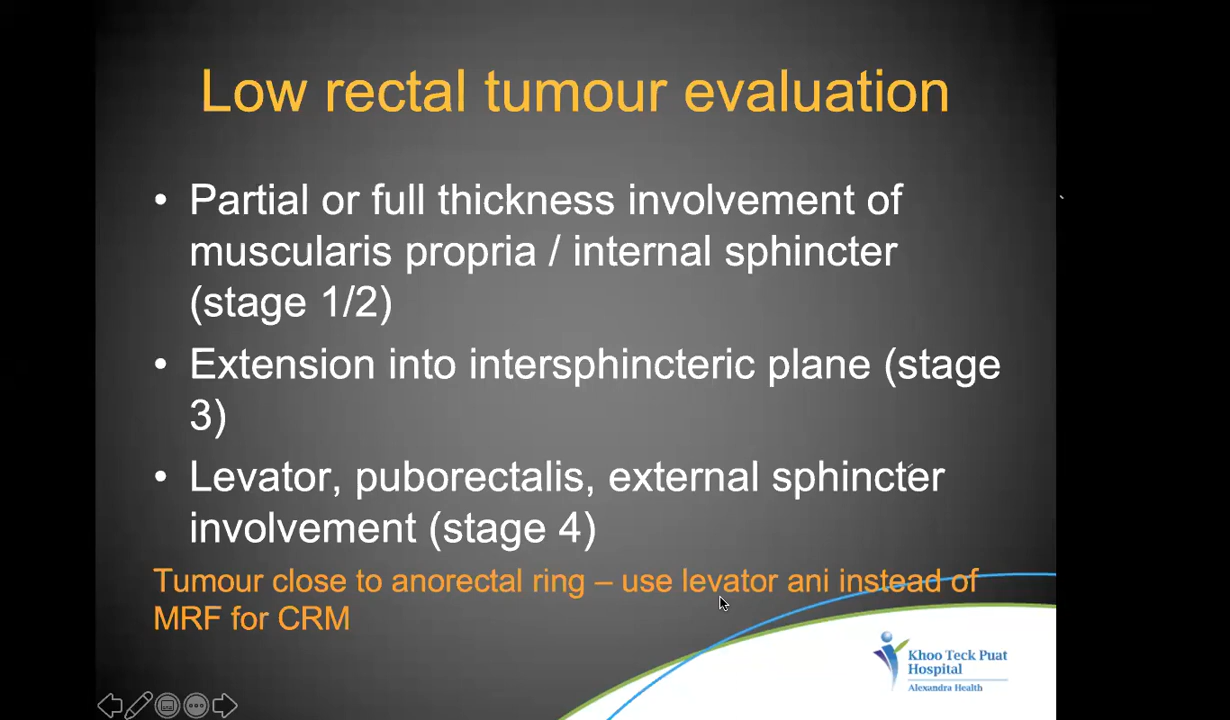 Low rectal tumour evaluation
• Partial or full thickness involvement of
muscularis propria / internal sphincter
(stage 1/2)
• Extension into intersphincteric plane (stage
3)
• Levator, puborectalis, external sphincter
involvement (stage 4)
Tumour close to anorectal ring – use levator ani instead of
MRF for CRM
Khoo Teck Puat
Hospital
Alexandra Health